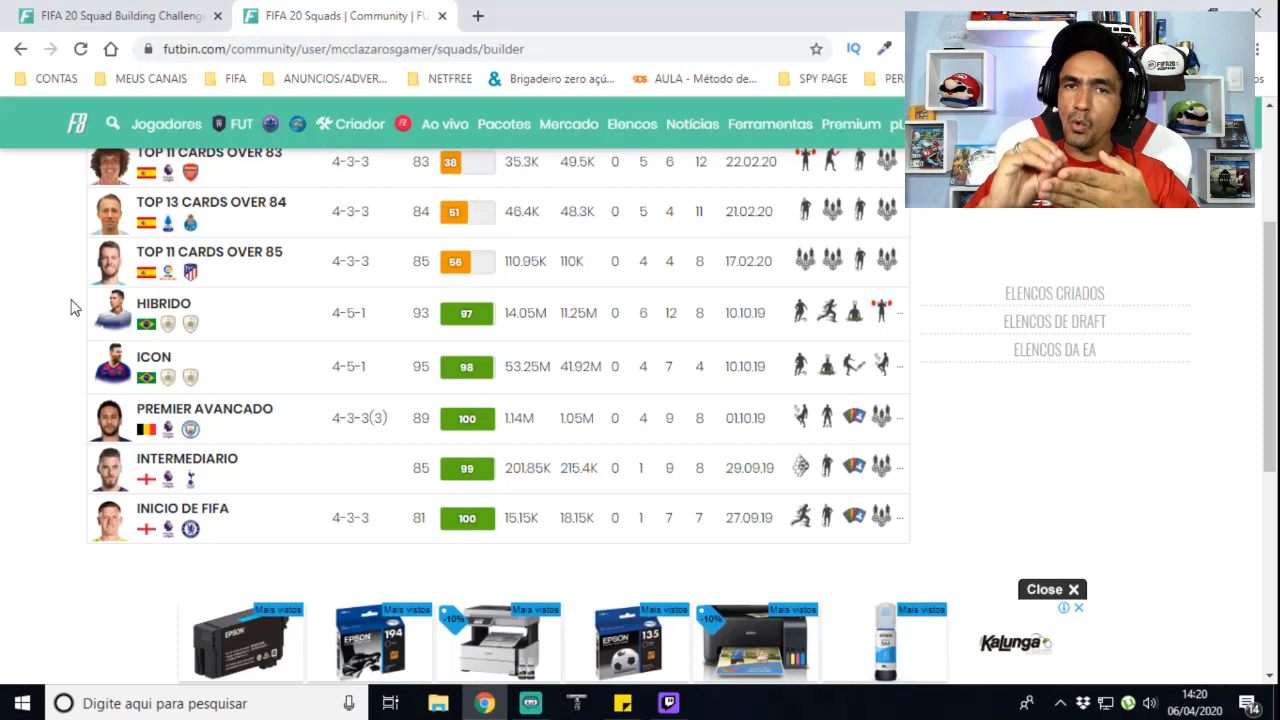 FIFA 20 Squad Building Challeng
FIFA 20 Squads | Community | FU
futbin.com/community/user/mcclazarosgames/squads/builder
CONTAS
MEUS CANAIS
FIFA
ANUNCIOS/ADVER...
NETF
Brigadeiro zero açú...
AULA - Método de...
SPY PAGE
Jogadores
Ao vivo
Pacotes
Mercado
Notícias
Ferramentas
Premium
TOP 11 CARDS OVER 83 4-3-3 83 38 35.3K 49.5K 0 5 6 12 22.02.20
TOP 13 CARDS OVER 84 4-3-3 84 51 46.4K 48.3K 0 5 4 11 21.02.20
TOP 11 CARDS OVER 85 4-3-3 85 56 110.95K 110K 0 4 4 8 17.02.20
HIBRIDO 4-5-1 93 97 14.05M 11.25M 0 6 12 8 10.10.19
ICON 4-5-1 95 98 41.92M 0 4 7 4 10.10.19
PREMIER AVANCADO 4-3-3(3) 89 100 1.14M 1.05M 0 4 9 8 01.10.19
INTERMEDIARIO 85 99 201.85K 215.4K 0 1 9 8 29.09.19
INICIO DE FIFA 4-3-3 81 100 15.15K 18.15K 0 1 7 7 27.09.19
ELENCOS CRIADOS
ELENCOS DE DRAFT
ELENCOS DA EA
Close X
Mais vistos
Mais vistos
Mais vistos
Mais vistos
Mais vistos
Mais vistos
-10%
-10%
EPSON
EPSON
194
EPSON
135
Kalunga
Digite aqui para pesquisar
14:20
06/04/2020
14